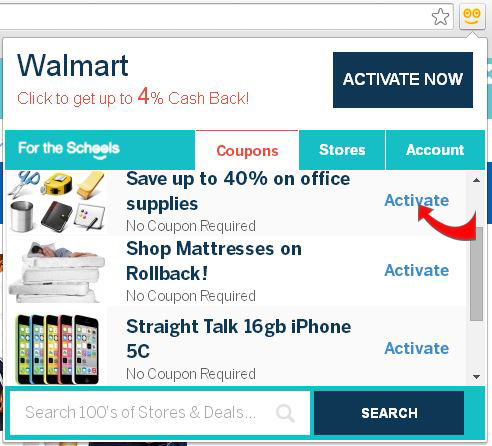 Walmart
Click to get up to 4% Cash Back!
ACTIVATE NOW
For the Schools
Coupons
Stores
Account
Save up to 40% on office
supplies
No Coupon Required
Activate
Shop Mattresses on
Rollback!
No Coupon Required
Activate
Straight Talk 16gb iPhone
5C
No Coupon Required
Activate
Search 100's of Stores & Deals...
SEARCH